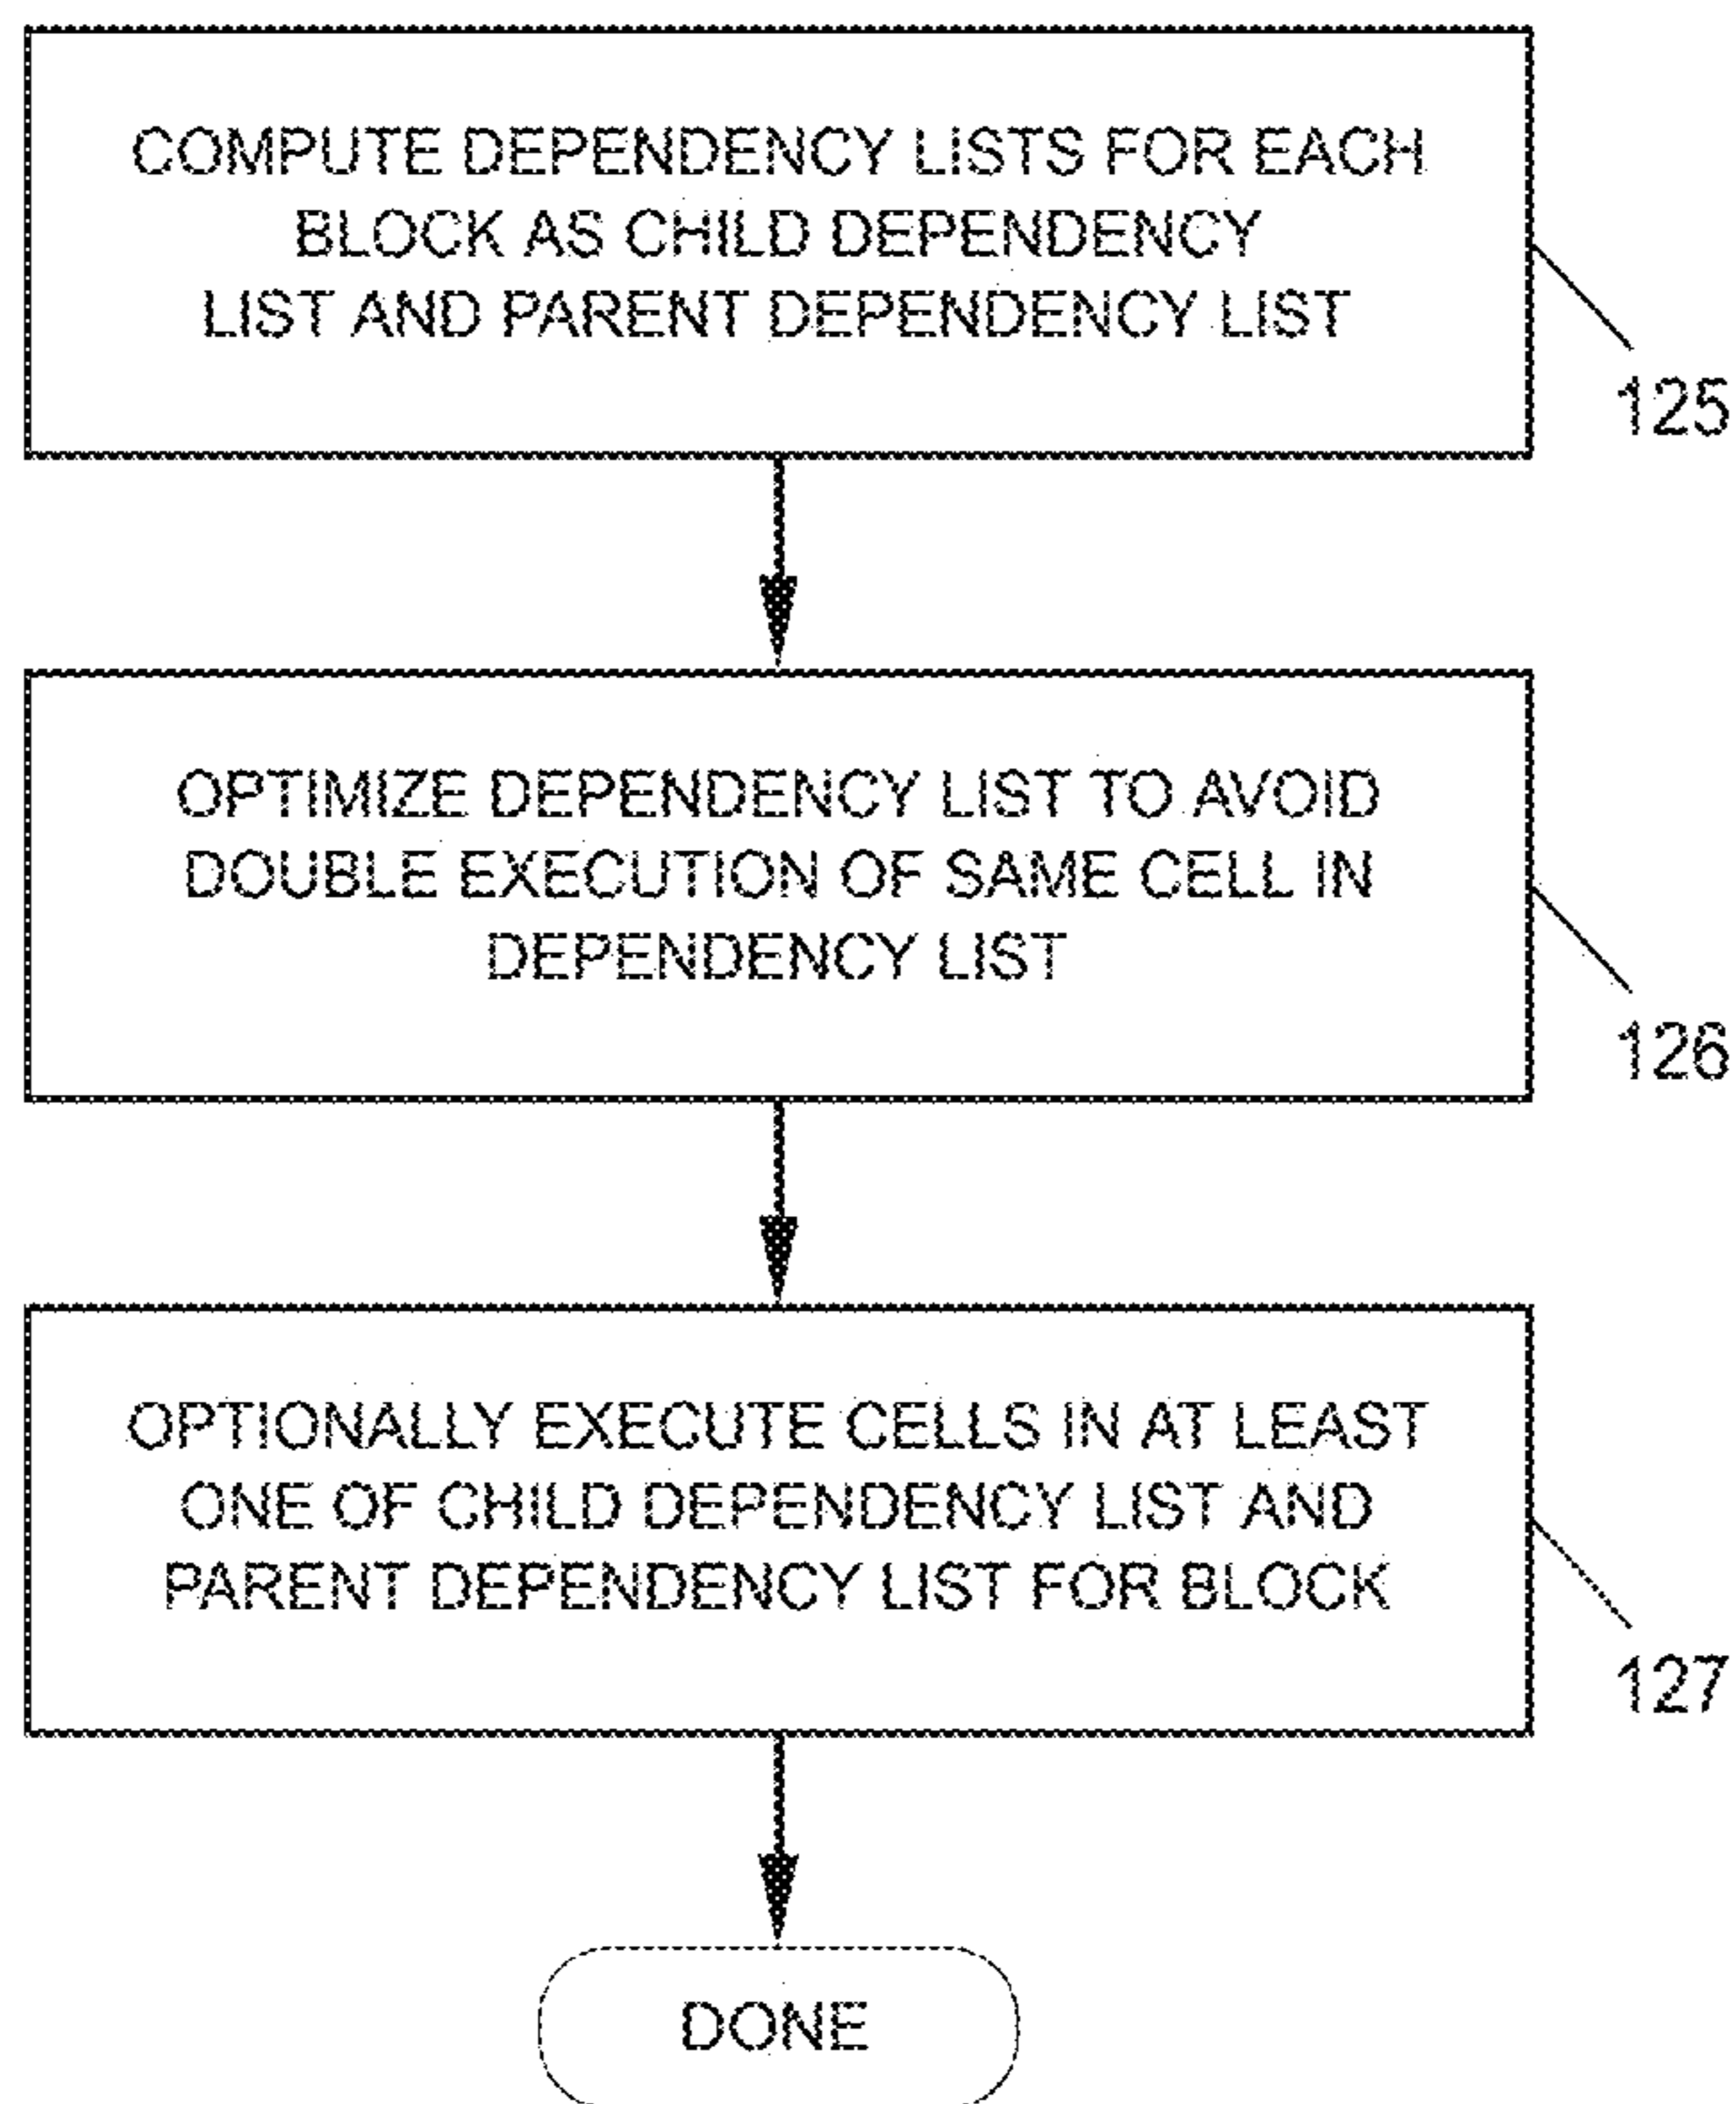 COMPUTE DEPENDENCY LISTS FOR EACH
BLOCK AS CHILD DEPENDENCY
LIST AND PARENT DEPENDENCY LIST
125
OPTIMIZE DEPENDENCY LIST TO AVOID
DOUBLE EXECUTION OF SAME CELL IN
DEPENDENCY LIST
126
OPTIONALLY EXECUTE CELLS IN AT LEAST
ONE OF CHILD DEPENDENCY LIST AND
PARENT DEPENDENCY LIST FOR BLOCK
127
DONE